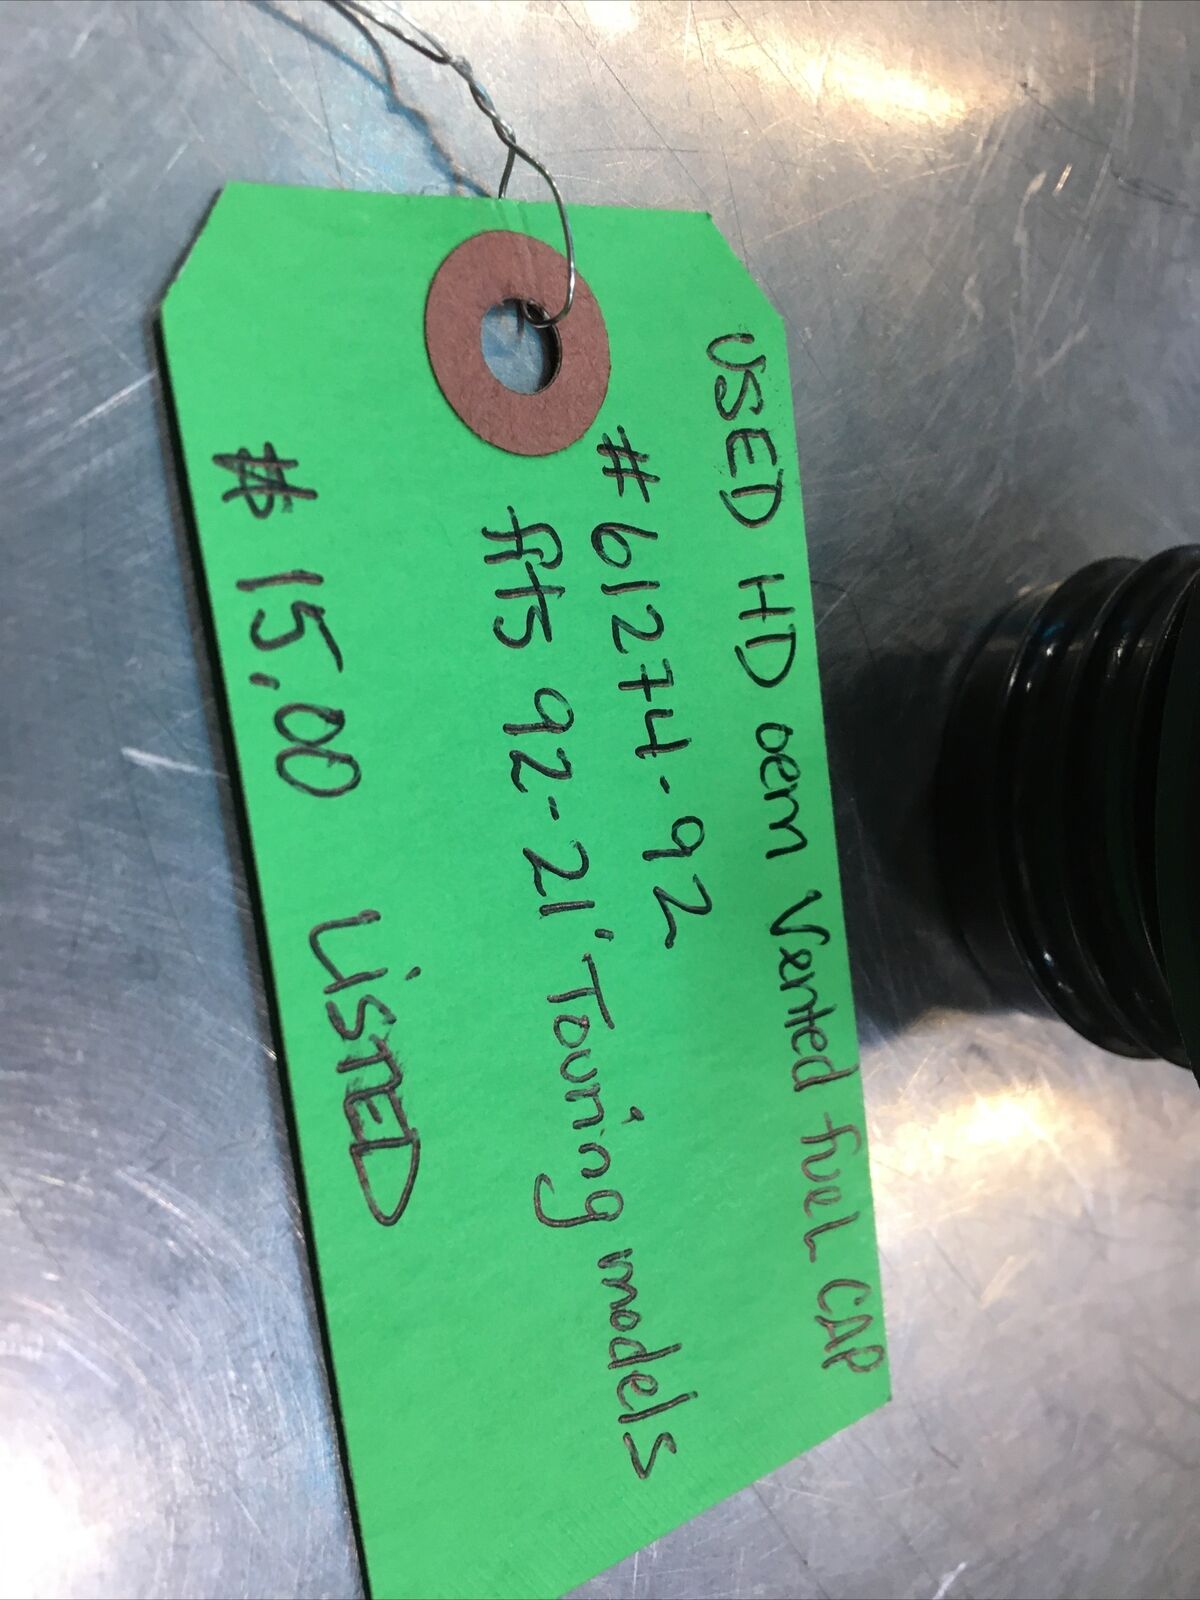 USED HD oem Vented fuel CAP
#61274-92
fits 92-21' Touring models
$15.00 LiSTED